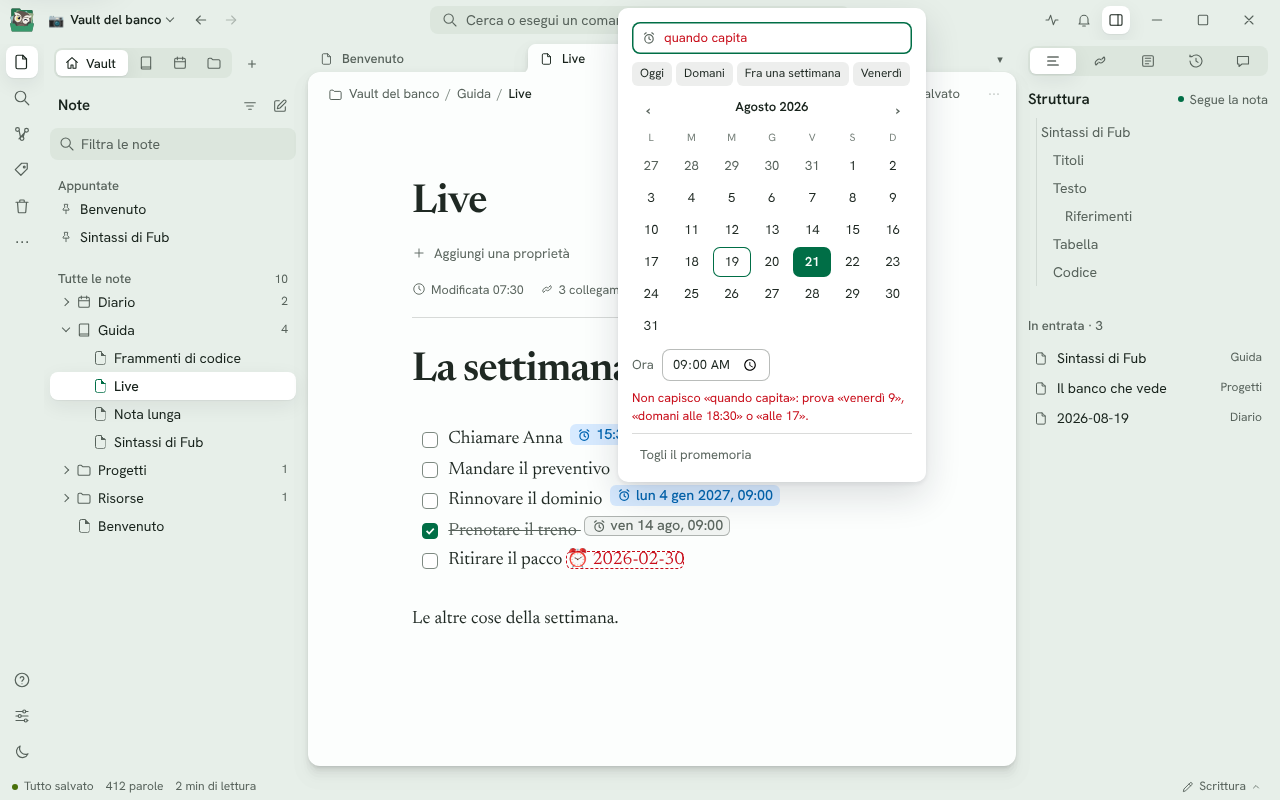 Vault del banco
Cerca o esegui un coma
Vault
Note
Filtra le note
Appuntate
Benvenuto
Sintassi di Fub
Tutte le note 10
Diario 2
Guida 4
Frammenti di codice
Live
Nota lunga
Sintassi di Fub
Progetti 1
Risorse 1
Benvenuto
Tutto salvato 412 parole 2 min di lettura
Benvenuto
Live
Vault del banco / Guida / Live
alvato
Live
Aggiungi una proprietà
Modificata 07:30 3 collegam
La settimana
Chiamare Anna 15:3
Mandare il preventivo
Rinnovare il dominio lun 4 gen 2027, 09:00
Prenotare il treno ven 14 ago, 09:00
Ritirare il pacco ⏰ 2026-02-30
Le altre cose della settimana.
quando capita
Oggi Domani Fra una settimana Venerdì
‹ Agosto 2026 ›
L M M G V S D
27 28 29 30 31 1 2
3 4 5 6 7 8 9
10 11 12 13 14 15 16
17 18 19 20 21 22 23
24 25 26 27 28 29 30
31
Ora 09:00 AM
Non capisco «quando capita»: prova «venerdì 9»,
«domani alle 18:30» o «alle 17».
Togli il promemoria
Struttura Segue la nota
Sintassi di Fub
Titoli
Testo
Riferimenti
Tabella
Codice
In entrata · 3
Sintassi di Fub Guida
Il banco che vede Progetti
2026-08-19 Diario
Scrittura